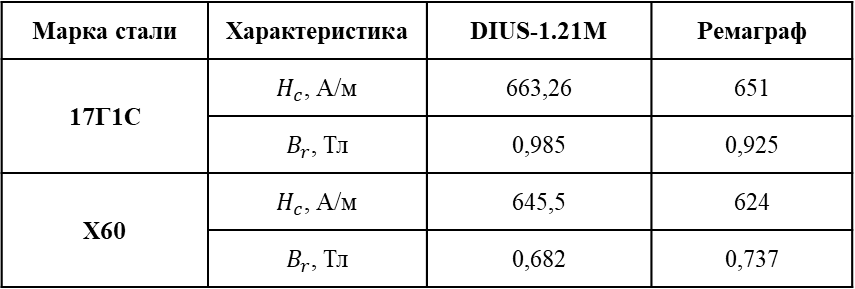 Марка стали Характеристика DIUS-1.21M Ремаграф
17Г1С
H_c, А/м 663,26 651
B_r, Тл 0,985 0,925
X60
H_c, А/м 645,5 624
B_r, Тл 0,682 0,737